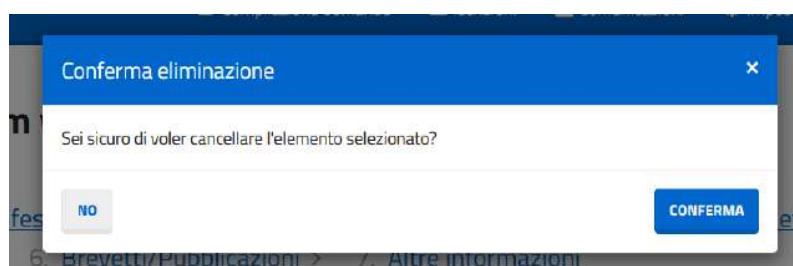 Conferma eliminazione ×
Sei sicuro di voler cancellare l'elemento selezionato?
NO CONFERMA
6. Brevetti/Pubblicazioni > 7. Altre informazioni